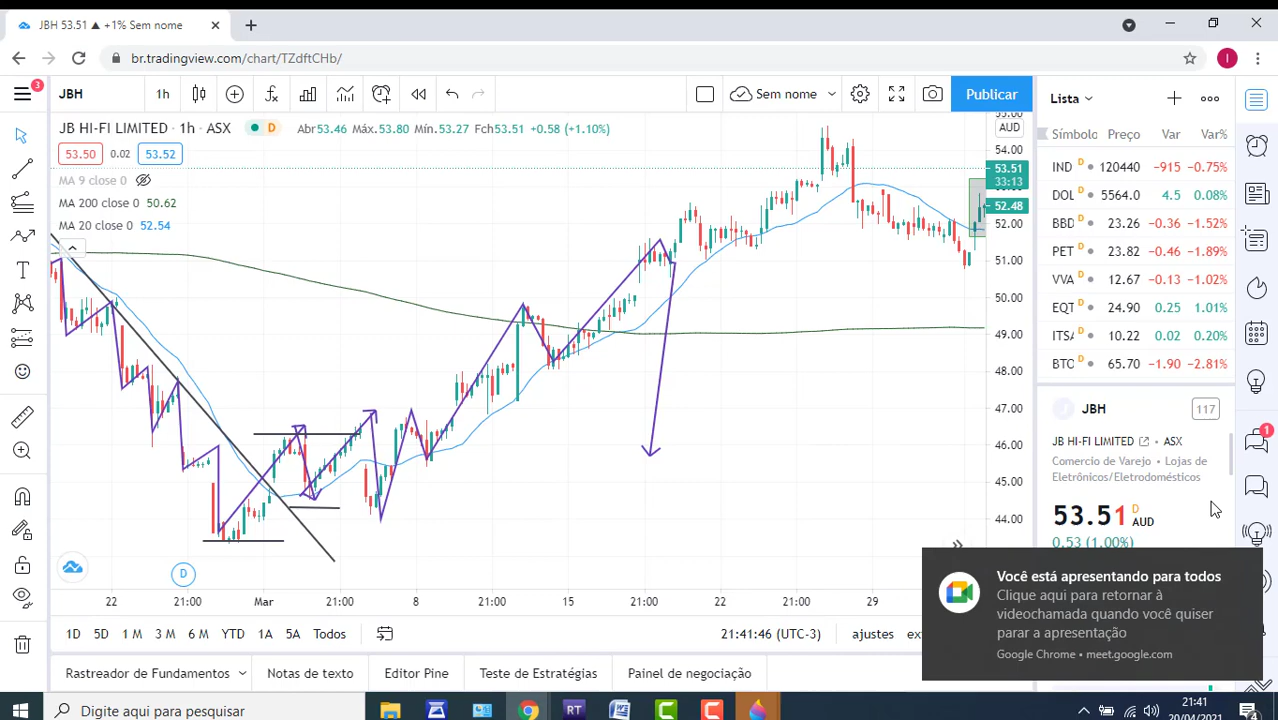 JBH 53.51 ▲ +1% Sem nome
br.tradingview.com/chart/TZdftCHb/
3
JBH 1h Sem nome Publicar
JB HI-FI LIMITED · 1h · ASX D Abr53.46 Máx.53.80 Mín.53.27 Fch53.51 +0.58 (+1.10%)
53.50 0.02 53.52
MA 9 close 0
MA 200 close 0 50.62
MA 20 close 0 52.54
55.00
AUD
54.00
53.51
33:13
52.48
52.00
51.00
50.00
49.00
48.00
47.00
46.00
45.00
44.00
D
22 21:00 Mar 21:00 8 21:00 15 21:00 22 21:00 29
1D 5D 1 M 3 M 6 M YTD 1A 5A Todos 21:41:46 (UTC-3) ajustes
Rastreador de Fundamentos Notas de texto Editor Pine Teste de Estratégias Painel de negociação
Lista
Símbolo Preço Var Var%
IND D 120440 −915 −0.75%
DOL D 5564.0 4.5 0.08%
BBD D 23.26 −0.36 −1.52%
PET D 23.82 −0.46 −1.89%
VVA D 12.67 −0.13 −1.02%
EQT D 24.90 0.25 1.01%
ITSA D 10.22 0.02 0.20%
BTO D 65.70 −1.90 −2.81%
JBH 117
JB HI-FI LIMITED • ASX
Comercio de Varejo • Lojas de
Eletrônicos/Eletrodomésticos
53.51 D AUD
0.53 (1.00%)
1
I
Você está apresentando para todos
Clique aqui para retornar à
videochamada quando você quiser
parar a apresentação
Google Chrome • meet.google.com
Digite aqui para pesquisar
RT
21:41
20/04/2021
4